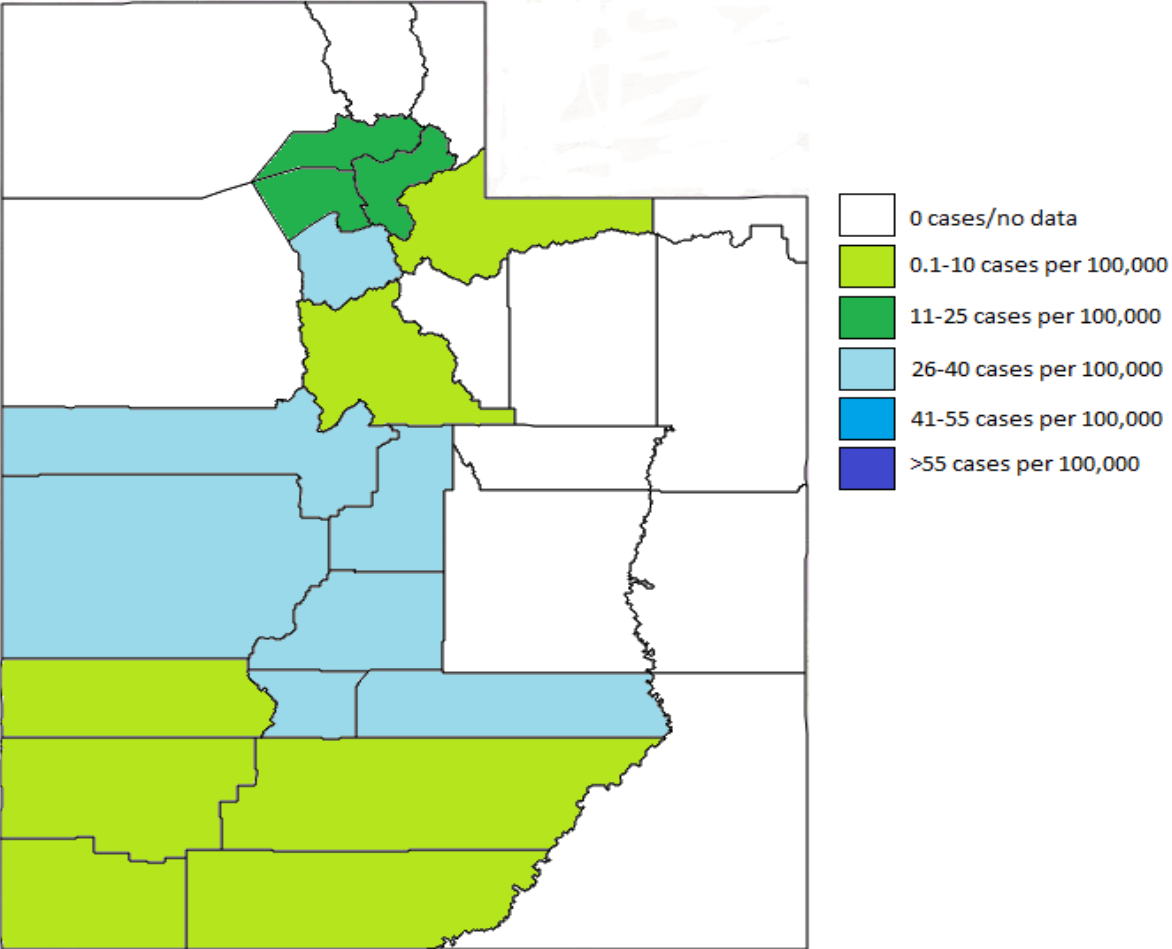 0 cases/no data
0.1-10 cases per 100,000
11-25 cases per 100,000
26-40 cases per 100,000
41-55 cases per 100,000
>55 cases per 100,000